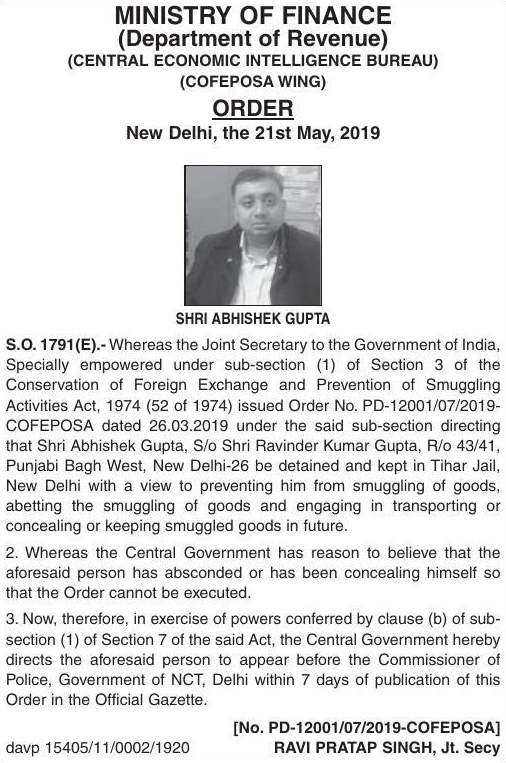 MINISTRY OF FINANCE
(Department of Revenue)
(CENTRAL ECONOMIC INTELLIGENCE BUREAU)
(COFEPOSA WING)
ORDER
New Delhi, the 21st May, 2019
SHRI ABHISHEK GUPTA
S.O. 1791(E).- Whereas the Joint Secretary to the Government of India,
Specially empowered under sub-section (1) of Section 3 of the
Conservation of Foreign Exchange and Prevention of Smuggling
Activities Act, 1974 (52 of 1974) issued Order No. PD-12001/07/2019-
COFEPOSA dated 26.03.2019 under the said sub-section directing
that Shri Abhishek Gupta, S/o Shri Ravinder Kumar Gupta, R/o 43/41,
Punjabi Bagh West, New Delhi-26 be detained and kept in Tihar Jail,
New Delhi with a view to preventing him from smuggling of goods,
abetting the smuggling of goods and engaging in transporting or
concealing or keeping smuggled goods in future.
2. Whereas the Central Government has reason to believe that the
aforesaid person has absconded or has been concealing himself so
that the Order cannot be executed.
3. Now, therefore, in exercise of powers conferred by clause (b) of sub-
section (1) of Section 7 of the said Act, the Central Government hereby
directs the aforesaid person to appear before the Commissioner of
Police, Government of NCT, Delhi within 7 days of publication of this
Order in the Official Gazette.
[No. PD-12001/07/2019-COFEPOSA]
davp 15405/11/0002/1920 RAVI PRATAP SINGH, Jt. Secy